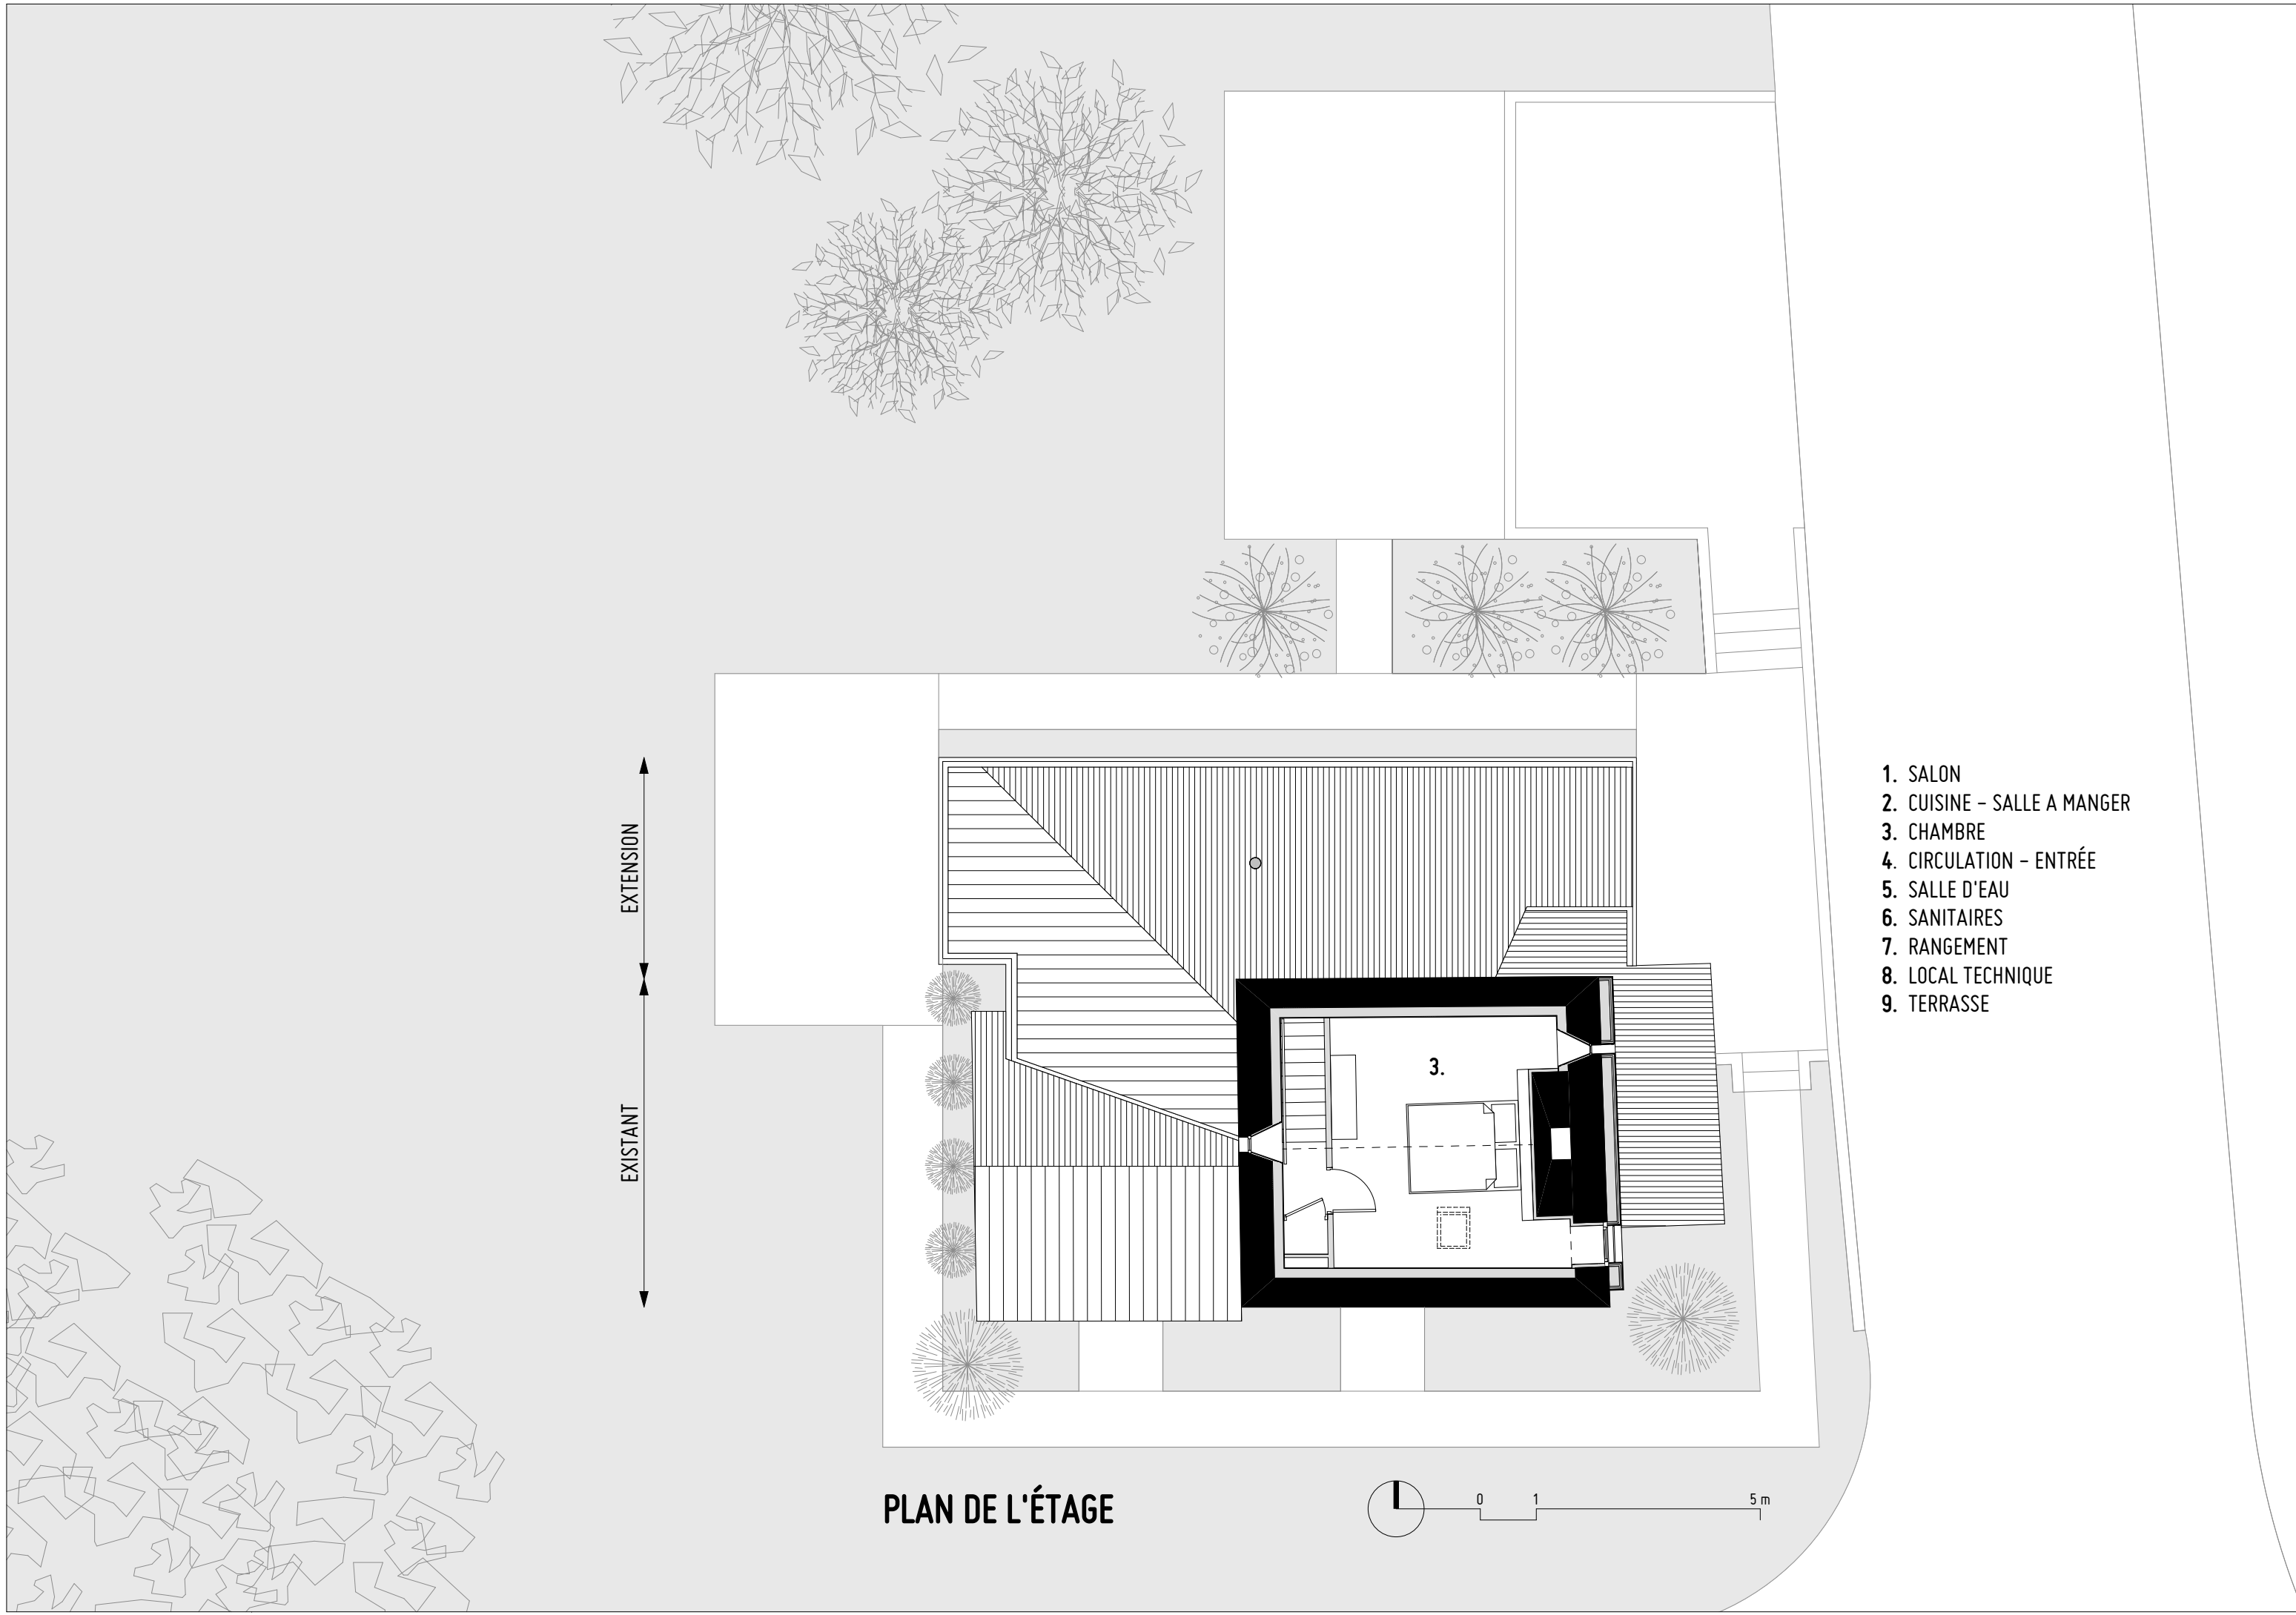 EXTENSION
EXISTANT
1. SALON
2. CUISINE - SALLE A MANGER
3. CHAMBRE
4. CIRCULATION - ENTRÉE
5. SALLE D'EAU
6. SANITAIRES
7. RANGEMENT
8. LOCAL TECHNIQUE
9. TERRASSE
3.
PLAN DE L'ÉTAGE
0 1 5 m